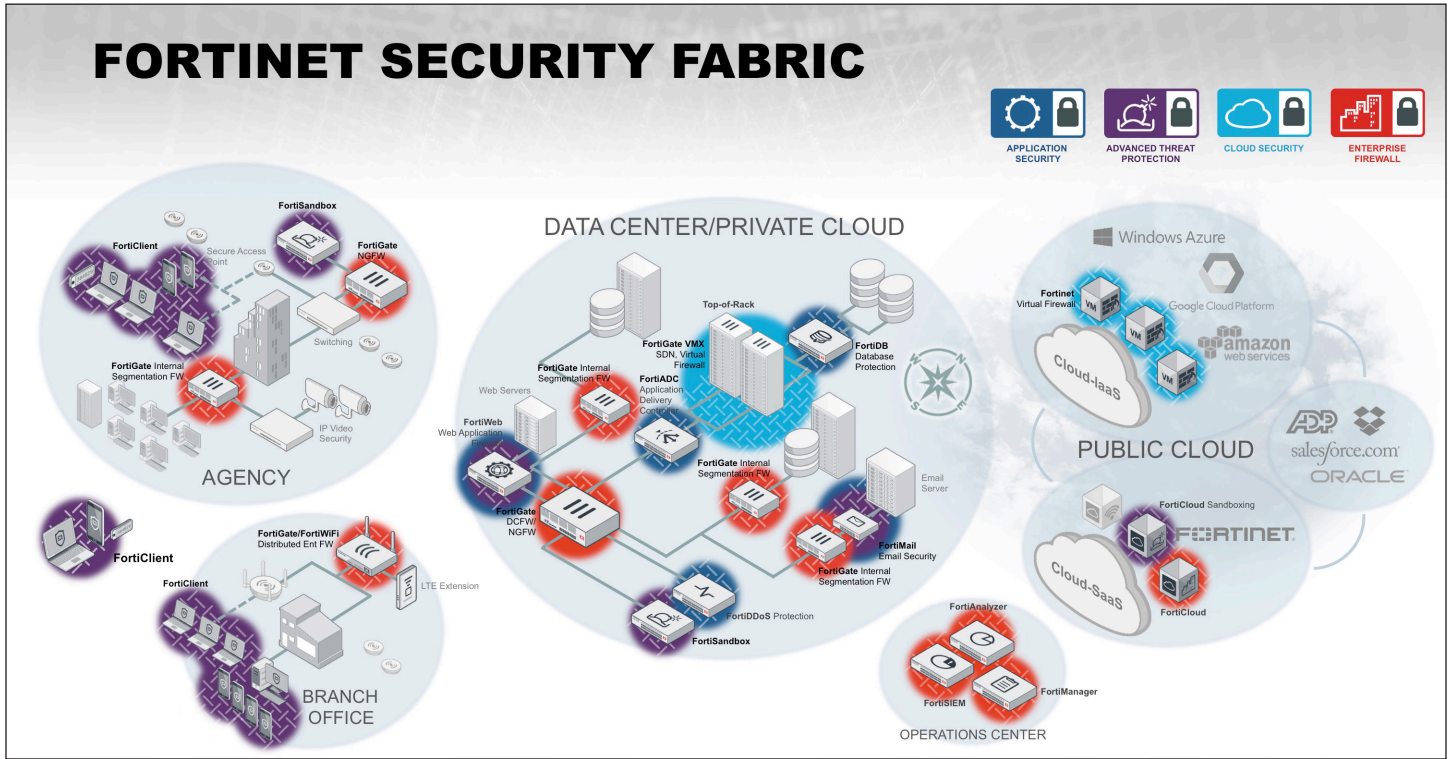 FORTINET SECURITY FABRIC
APPLICATION
SECURITY
ADVANCED THREAT
PROTECTION
CLOUD SECURITY
ENTERPRISE
FIREWALL
FortiSandbox
FortiClient
Secure Access
Point
FortiGate
NGFW
Switching
FortiGate Internal
Segmentation FW
IP Video
Security
AGENCY
FortiClient
FortiGate/FortiWiFi
Distributed Ent FW
LTE Extension
FortiClient
BRANCH
OFFICE
DATA CENTER/PRIVATE CLOUD
Top-of-Rack
FortiGate VMX
SDN, Virtual
Firewall
FortiDB
Database
Protection
FortiGate Internal
Segmentation FW
FortiADC
Application
Delivery
Controller
Web Servers
FortiWeb
Web Application
FortiGate Internal
Segmentation FW
Email
Server
FortiGate
DCFW/
NGFW
FortiMail
Email Security
FortiGate Internal
Segmentation FW
FortiDDoS Protection
FortiSandbox
N
E
S
W
Windows Azure
Fortinet
Virtual Firewall
VM
VM
VM
Google Cloud Platform
amazon
web services
Cloud-IaaS
PUBLIC CLOUD
ADP
salesforce.com
ORACLE
FortiCloud Sandboxing
FORTINET
Cloud-SaaS
FortiCloud
FortiAnalyzer
FortiManager
FortiSIEM
OPERATIONS CENTER